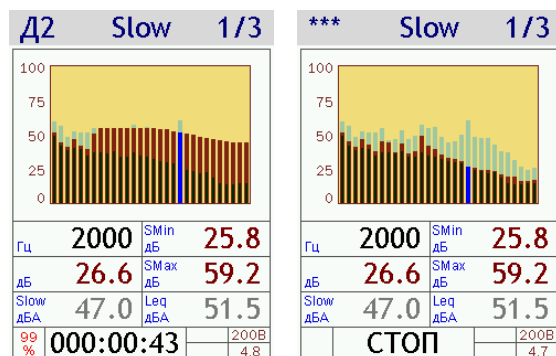 Д2 Slow 1/3
100
75
50
25
0
Гц 2000 SMin дБ 25.8
дБ 26.6 SMax дБ 59.2
Slow дБА 47.0 Leq дБА 51.5
99 % 000:00:43 200В 4.8
*** Slow 1/3
100
75
50
25
0
Гц 2000 SMin дБ 25.8
дБ 26.6 SMax дБ 59.2
Slow дБА 47.0 Leq дБА 51.5
СТОП 200В 4.7